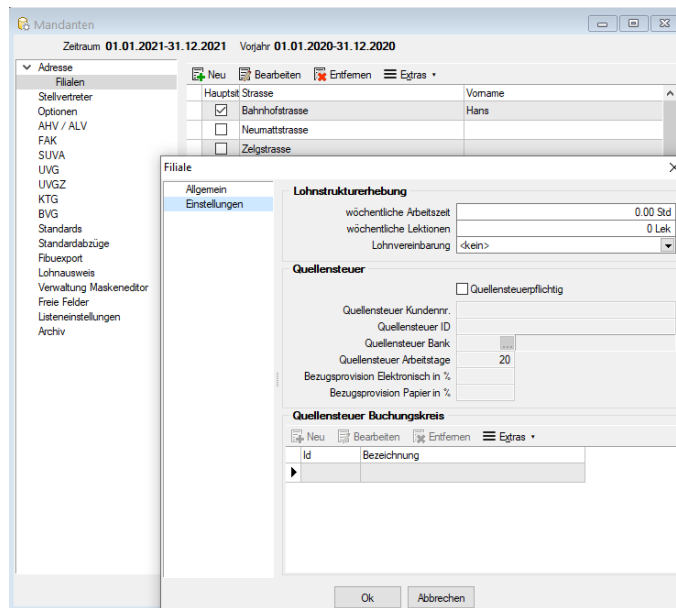 Mandanten
Zeitraum 01.01.2021-31.12.2021 Vorjahr 01.01.2020-31.12.2020
Adresse
Filialen
Stellvertreter
Optionen
AHV / ALV
FAK
SUVA
UVG
UVGZ
KTG
BVG
Standards
Standardabzüge
Fibuexport
Lohnausweis
Verwaltung Maskeneditor
Freie Felder
Listeneinstellungen
Archiv
Neu Bearbeiten Entfernen Extras
Hauptsit Strasse Vorname
Bahnhofstrasse Hans
Neumattstrasse
Zelgstrasse
Filiale
Allgemein
Einstellungen
Lohnstrukturerhebung
wöchentliche Arbeitszeit 0.00 Std
wöchentliche Lektionen 0 Lek
Lohnvereinbarung <kein>
Quellensteuer
Quellensteuerpflichtig
Quellensteuer Kundennr.
Quellensteuer ID
Quellensteuer Bank ...
Quellensteuer Arbeitstage 20
Bezugsprovision Elektronisch in %
Bezugsprovision Papier in %
Quellensteuer Buchungskreis
Neu Bearbeiten Entfernen Extras
Id Bezeichnung
Ok Abbrechen